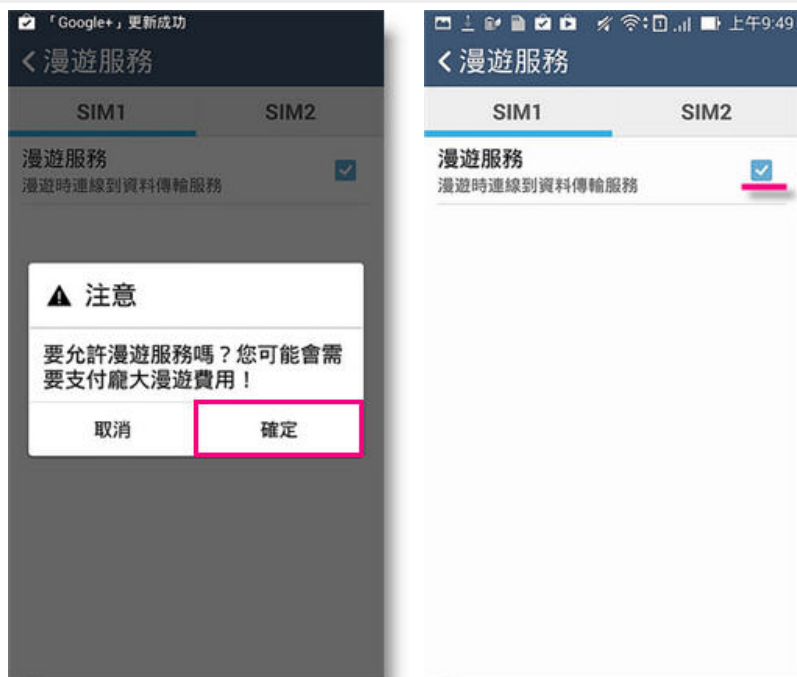 「Google+」更新成功
漫遊服務
SIM1 SIM2
漫遊服務
漫遊時連線到資料傳輸服務
注意
要允許漫遊服務嗎？您可能會需
要支付龐大漫遊費用！
取消 確定
1 上午9:49
漫遊服務
SIM1 SIM2
漫遊服務
漫遊時連線到資料傳輸服務